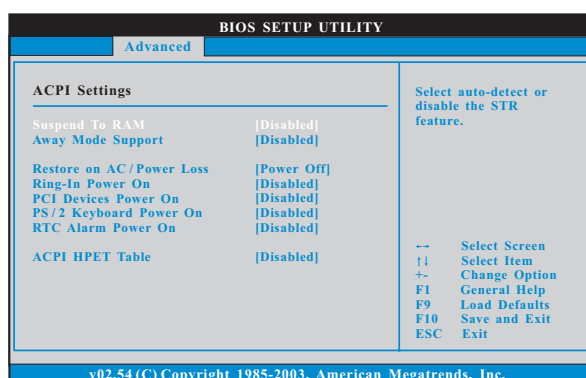 BIOS SETUP UTILITY
Advanced
ACPI Settings
Suspend To RAM [Disabled]
Away Mode Support [Disabled]
Restore on AC / Power Loss [Power Off]
Ring-In Power On [Disabled]
PCI Devices Power On [Disabled]
PS / 2 Keyboard Power On [Disabled]
RTC Alarm Power On [Disabled]
ACPI HPET Table [Disabled]
Select auto-detect or
disable the STR
feature.
←→ Select Screen
↑↓ Select Item
+- Change Option
F1 General Help
F9 Load Defaults
F10 Save and Exit
ESC Exit
v02.54 (C) Copyright 1985-2003, American Megatrends, Inc.